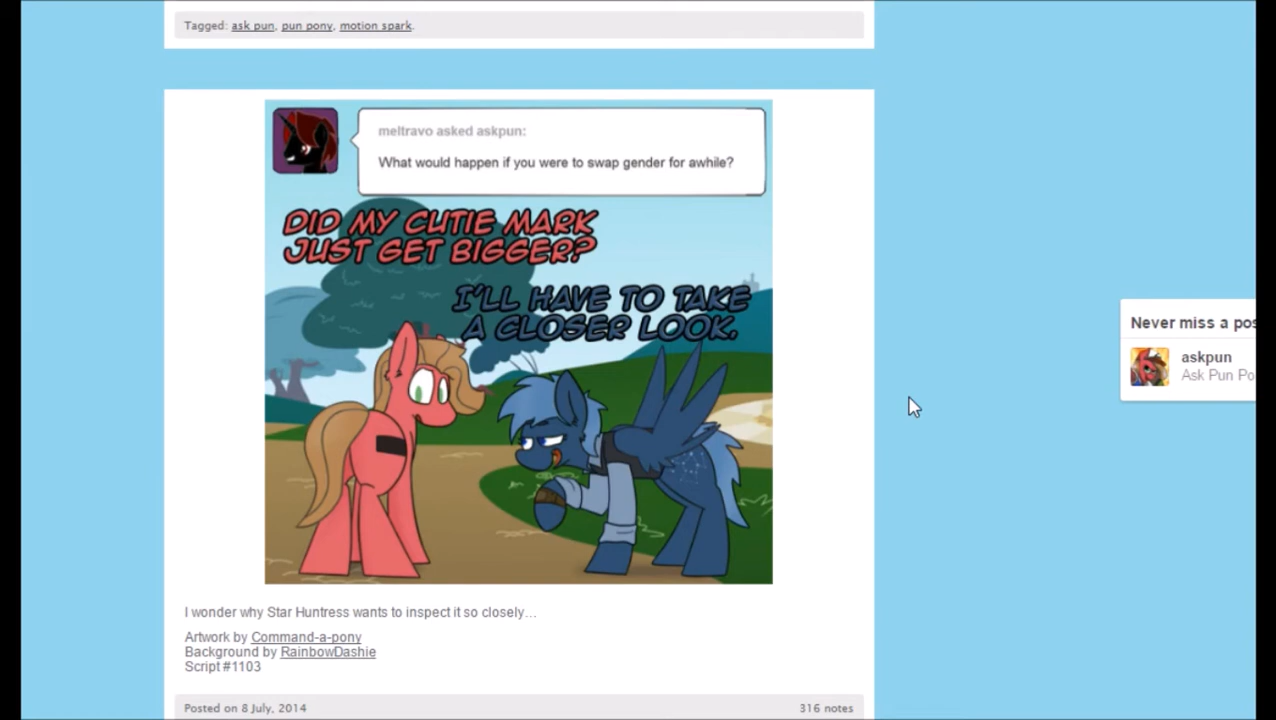 Tagged: ask pun, pun pony, motion spark.
meltravo asked askpun:
What would happen if you were to swap gender for awhile?
DID MY CUTIE MARK
JUST GET BIGGER?
I'LL HAVE TO TAKE
A CLOSER LOOK.
Never miss a pos
askpun
Ask Pun Po
I wonder why Star Huntress wants to inspect it so closely…
Artwork by Command-a-pony
Background by RainbowDashie
Script #1103
Posted on 8 July, 2014 316 notes